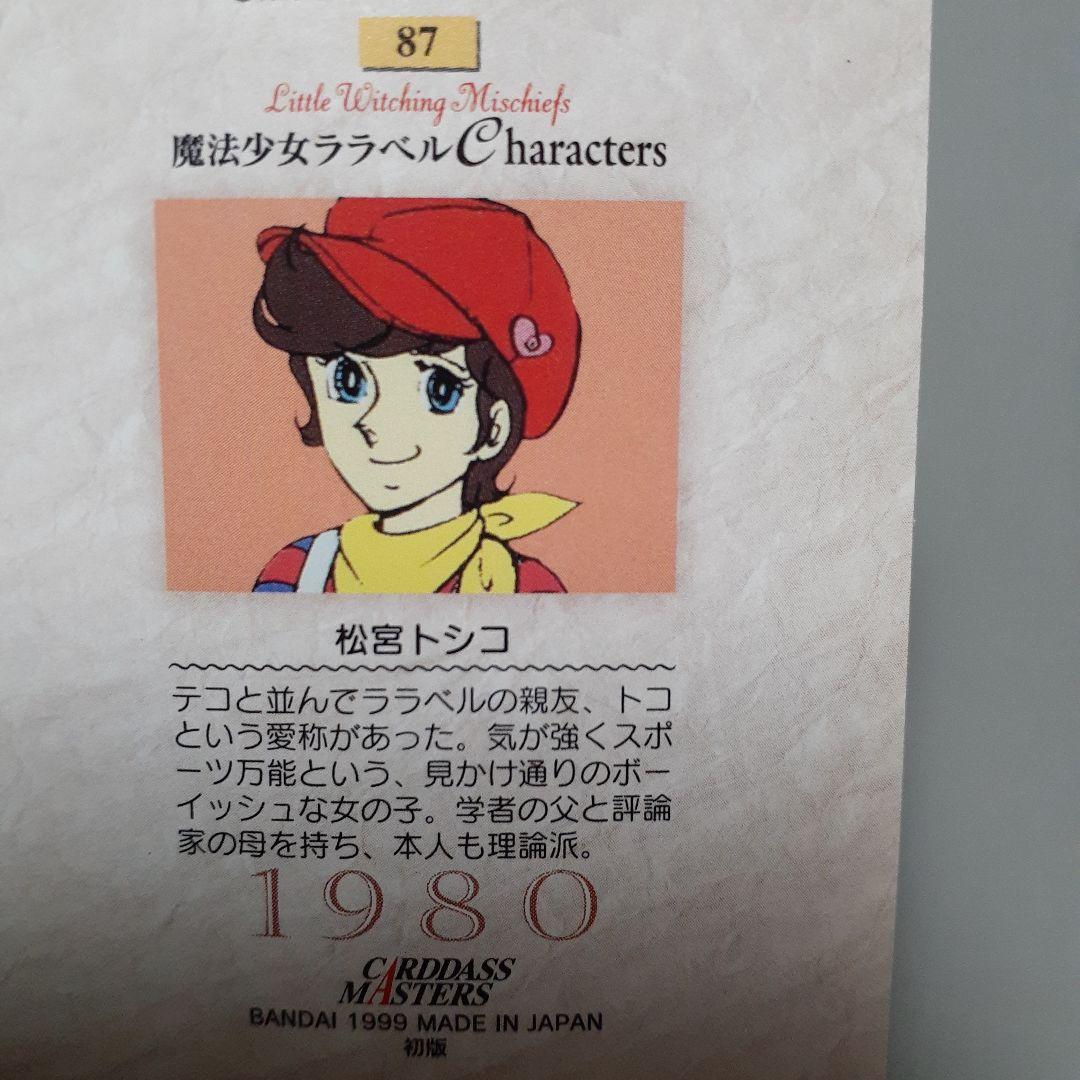 87
Little Witching Mischiefs
魔法少女ララベルCharacters
松宮トシコ
テコと並んでララベルの親友、トコ
という愛称があった。気が強くスポ
ーツ万能という、見かけ通りのボー
イッシュな女の子。学者の父と評論
家の母を持ち、本人も理論派。
1980
CARDDASS
MASTERS
BANDAI 1999 MADE IN JAPAN
初版